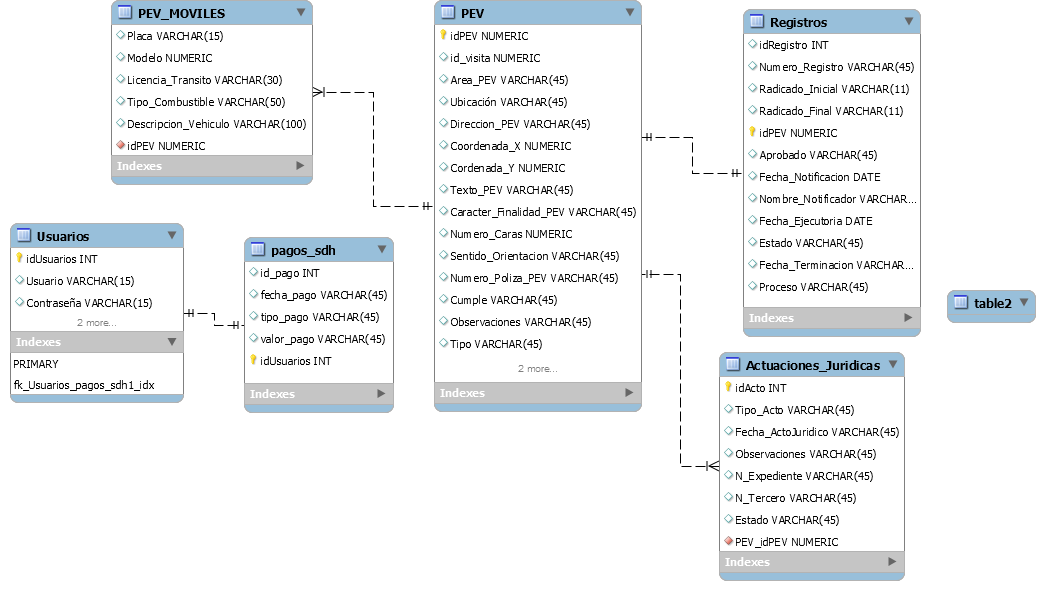 PEV_MOVILES
Placa VARCHAR(15)
Modelo NUMERIC
Licencia_Transito VARCHAR(30)
Tipo_Combustible VARCHAR(50)
Descripcion_Vehiculo VARCHAR(100)
idPEV NUMERIC
Indexes
PEV
idPEV NUMERIC
id_visita NUMERIC
Area_PEV VARCHAR(45)
Ubicación VARCHAR(45)
Direccion_PEV VARCHAR(45)
Coordenada_X NUMERIC
Cordenada_Y NUMERIC
Texto_PEV VARCHAR(45)
Caracter_Finalidad_PEV VARCHAR(45)
Numero_Caras NUMERIC
Sentido_Orientacion VARCHAR(45)
Numero_Poliza_PEV VARCHAR(45)
Cumple VARCHAR(45)
Observaciones VARCHAR(45)
Tipo VARCHAR(45)
2 more...
Indexes
Registros
idRegistro INT
Numero_Registro VARCHAR(45)
Radicado_Inicial VARCHAR(11)
Radicado_Final VARCHAR(11)
idPEV NUMERIC
Aprobado VARCHAR(45)
Fecha_Notificacion DATE
Nombre_Notificador VARCHAR...
Fecha_Ejecutoria DATE
Estado VARCHAR(45)
Fecha_Terminacion VARCHAR...
Proceso VARCHAR(45)
Indexes
Usuarios
idUsuarios INT
Usuario VARCHAR(15)
Contraseña VARCHAR(15)
2 more...
Indexes
PRIMARY
fk_Usuarios_pagos_sdh1_idx
pagos_sdh
id_pago INT
fecha_pago VARCHAR(45)
tipo_pago VARCHAR(45)
valor_pago VARCHAR(45)
idUsuarios INT
Indexes
table2
Actuaciones_Juridicas
idActo INT
Tipo_Acto VARCHAR(45)
Fecha_ActoJuridico VARCHAR(45)
Observaciones VARCHAR(45)
N_Expediente VARCHAR(45)
N_Tercero VARCHAR(45)
Estado VARCHAR(45)
PEV_idPEV NUMERIC
Indexes